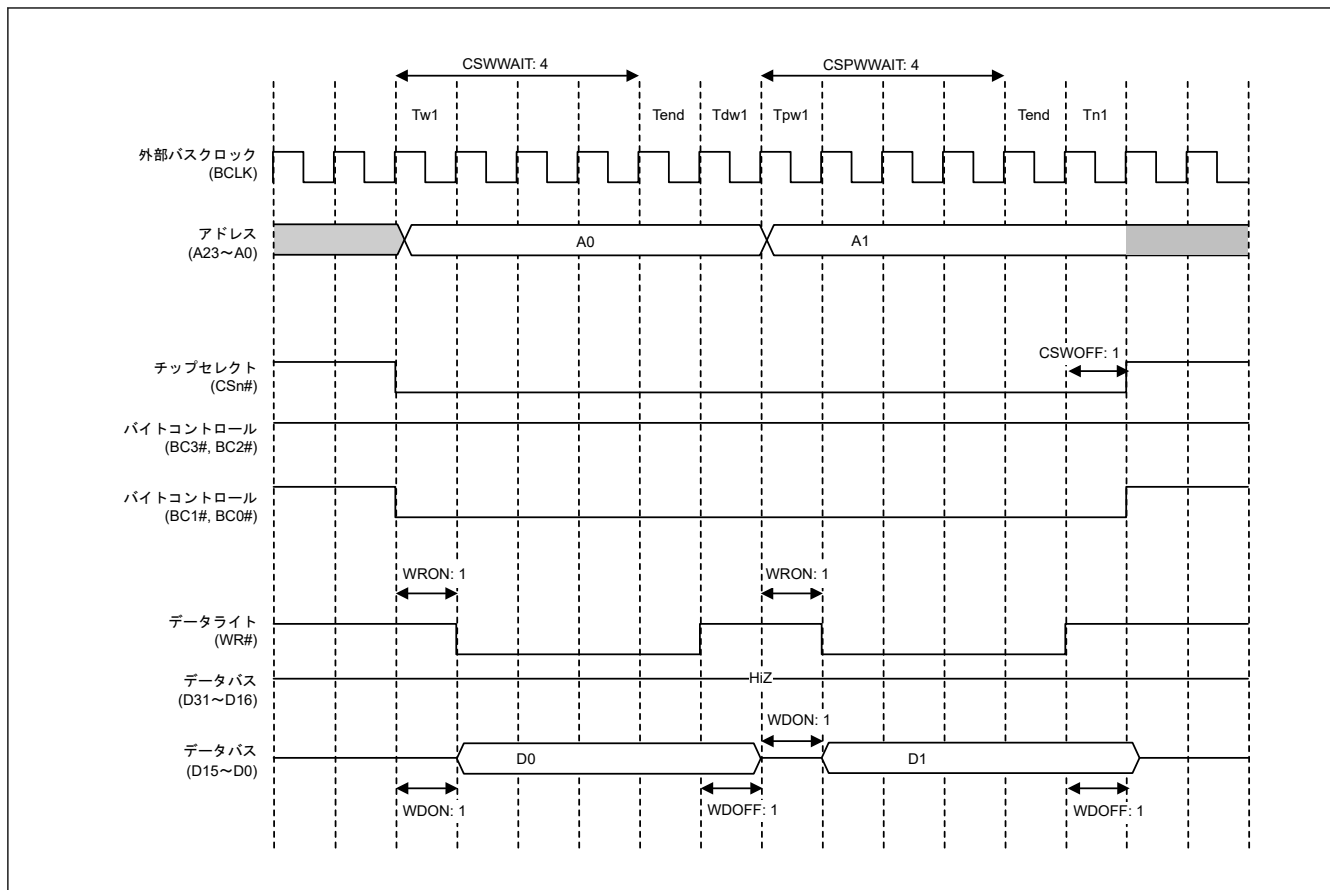 CSWWAIT: 4
CSPWWAIT: 4
Tw1
Tend
Tdw1
Tpw1
Tend
Tn1
外部バスクロック
(BCLK)
アドレス
(A23~A0)
A0
A1
CSWOFF: 1
チップセレクト
(CSn#)
バイトコントロール
(BC3#, BC2#)
バイトコントロール
(BC1#, BC0#)
WRON: 1
WRON: 1
データライト
(WR#)
データバス
(D31~D16)
HiZ
WDON: 1
データバス
(D15~D0)
D0
D1
WDON: 1
WDOFF: 1
WDOFF: 1